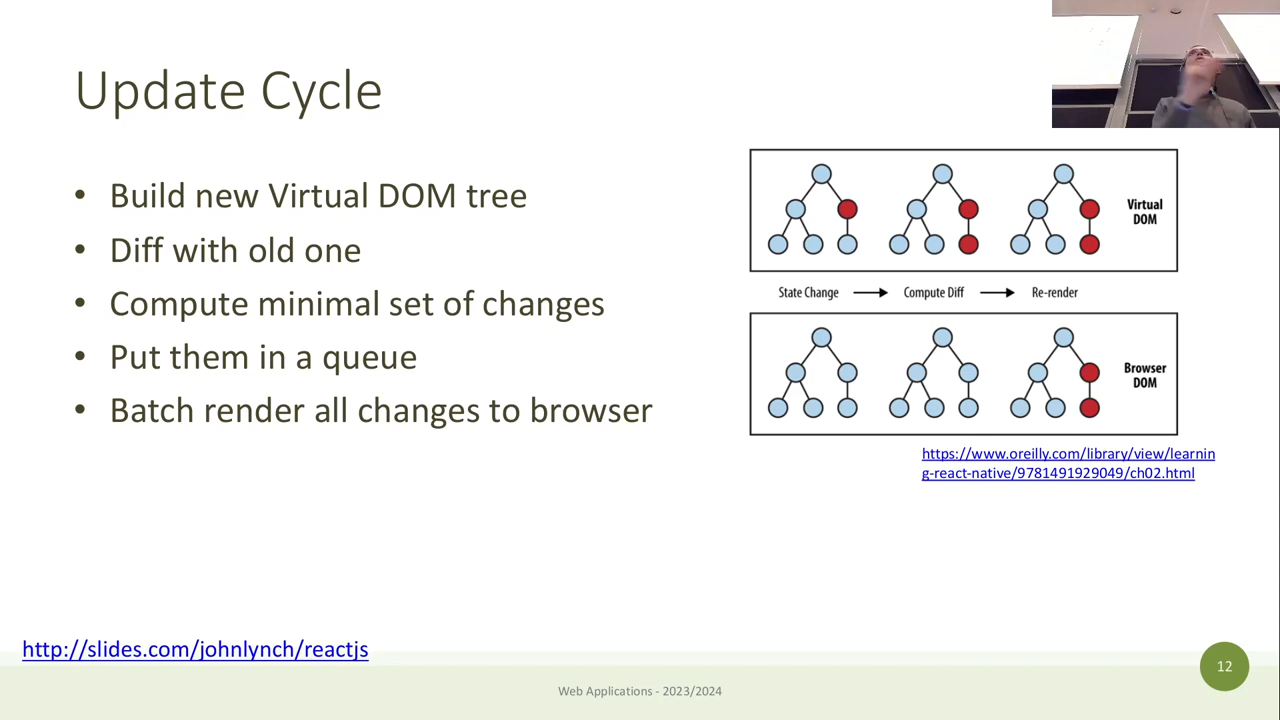 Update Cycle
• Build new Virtual DOM tree
• Diff with old one
• Compute minimal set of changes
• Put them in a queue
• Batch render all changes to browser
Virtual
DOM
State Change
Compute Diff
Re-render
Browser
DOM
https://www.oreilly.com/library/view/learnin
g-react-native/9781491929049/ch02.html
http://slides.com/johnlynch/reactjs
Web Applications - 2023/2024
12